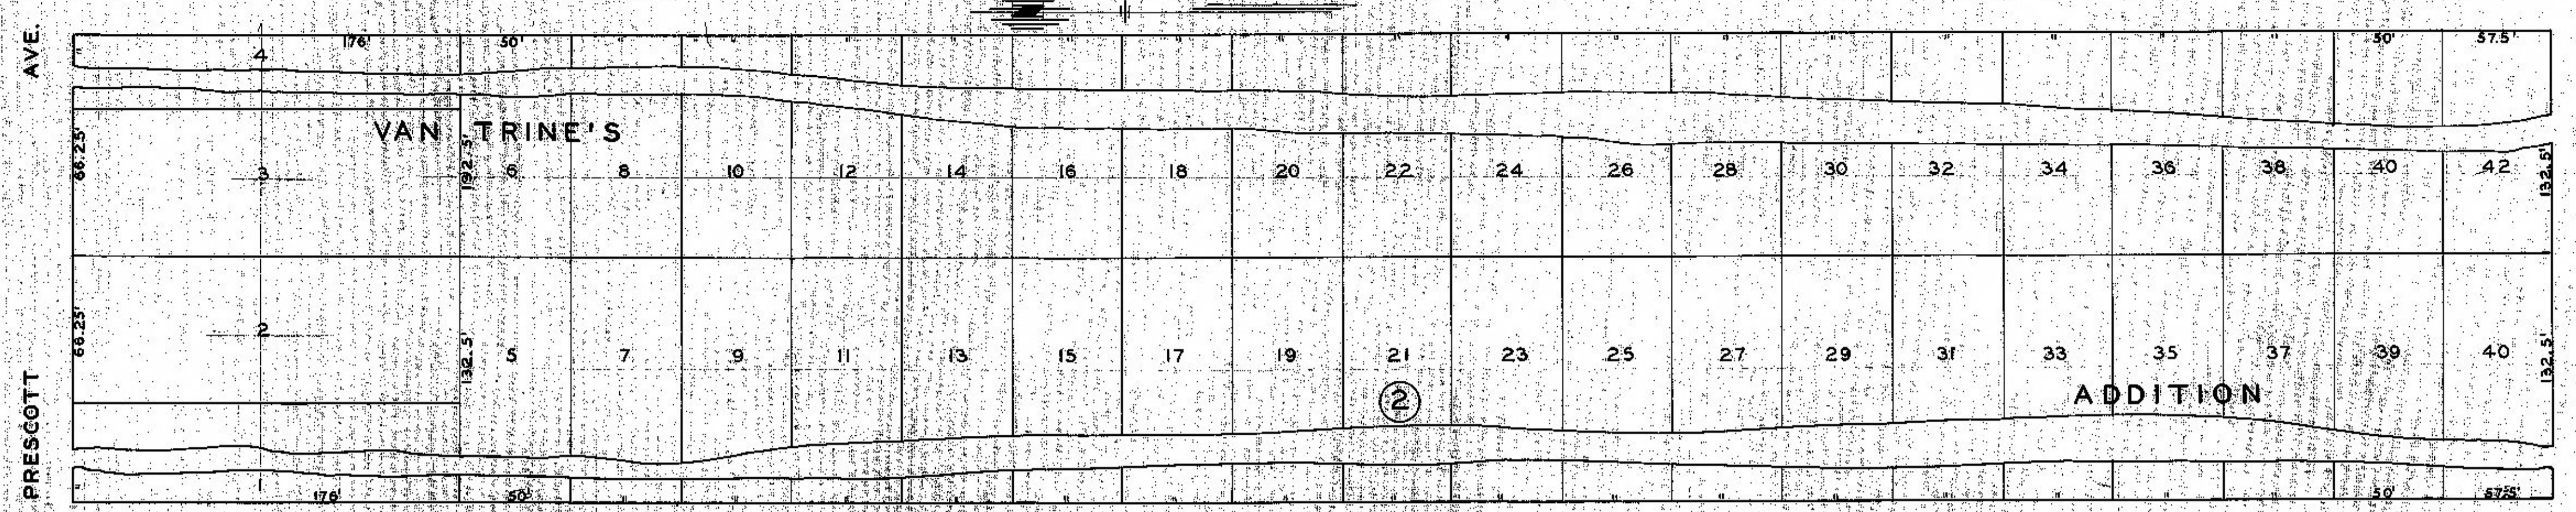 AVE.
4 176' 50' " " " " " " " " " " " " " " " " 50' 57.5'
VAN TRINE'S
66.25' 3 192.5' 6 8 10 12 14 16 18 20 22 24 26 28 30 32 34 36 38 40 42 132.5'
66.25' 2 132.5' 5 7 9 11 13 15 17 19 21 23 25 27 29 31 33 35 37 39 40 132.5'
2
ADDITION
PRESCOTT
1 176' 50' " " " " " " " " " " " " " " " " 50' 57.5'